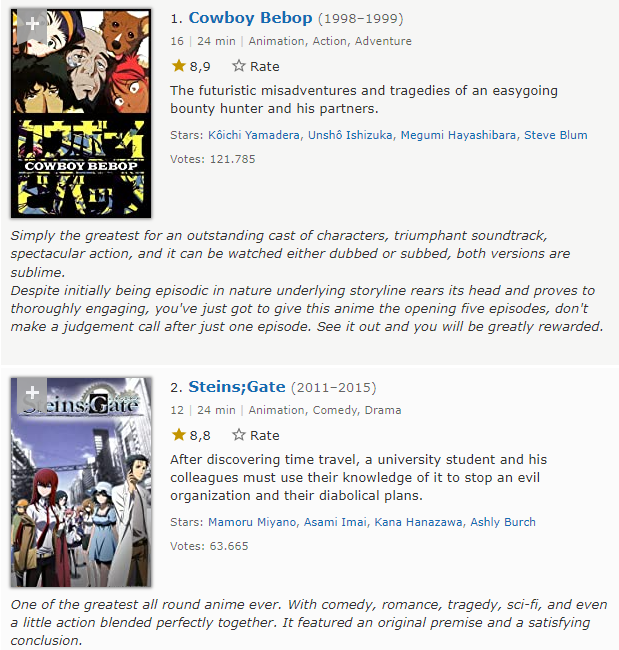 1. Cowboy Bebop (1998–1999)
16 | 24 min | Animation, Action, Adventure
8,9 Rate
The futuristic misadventures and tragedies of an easygoing
bounty hunter and his partners.
Stars: Kôichi Yamadera, Unshô Ishizuka, Megumi Hayashibara, Steve Blum
Votes: 121.785
カウボーイ
COWBOY BEBOP
ビバップ
Simply the greatest for an outstanding cast of characters, triumphant soundtrack,
spectacular action, and it can be watched either dubbed or subbed, both versions are
sublime.
Despite initially being episodic in nature underlying storyline rears its head and proves to
thoroughly engaging, you've just got to give this anime the opening five episodes, don't
make a judgement call after just one episode. See it out and you will be greatly rewarded.
2. Steins;Gate (2011–2015)
12 | 24 min | Animation, Comedy, Drama
8,8 Rate
After discovering time travel, a university student and his
colleagues must use their knowledge of it to stop an evil
organization and their diabolical plans.
Stars: Mamoru Miyano, Asami Imai, Kana Hanazawa, Ashly Burch
Votes: 63.665
Steins;Gate
One of the greatest all round anime ever. With comedy, romance, tragedy, sci-fi, and even
a little action blended perfectly together. It featured an original premise and a satisfying
conclusion.